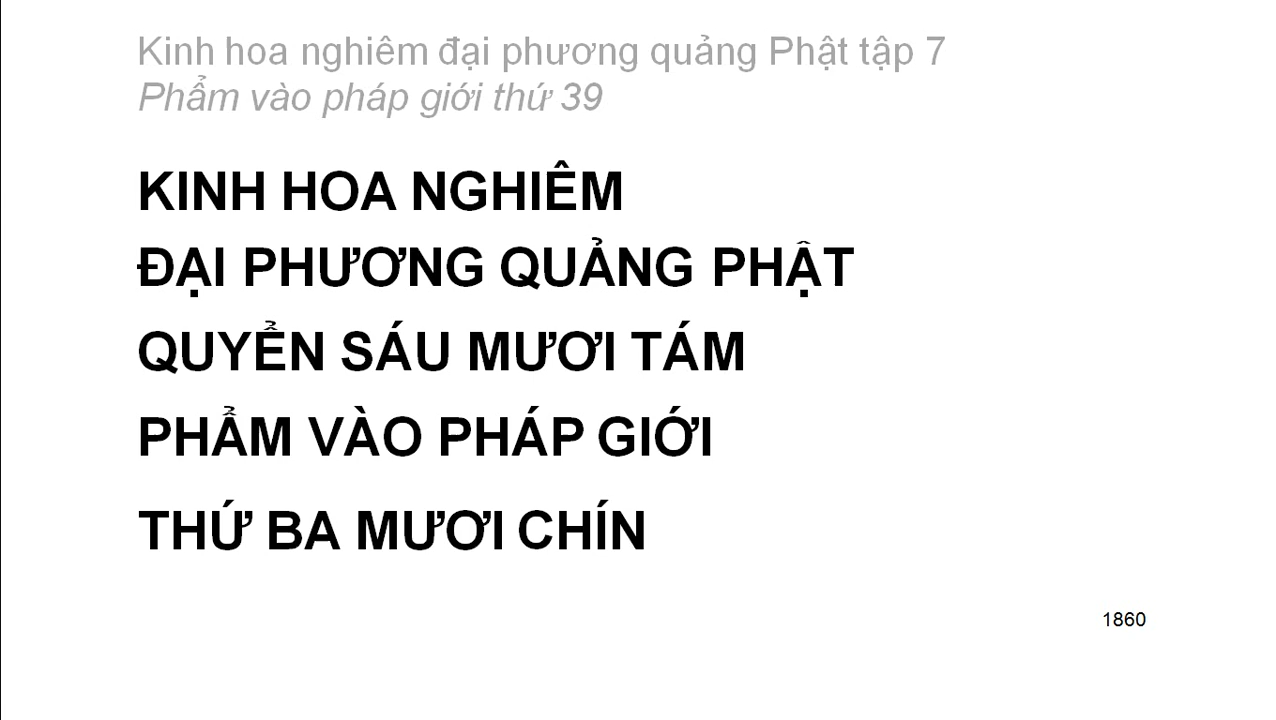 Kinh hoa nghiêm đại phương quảng Phật tập 7
Phẩm vào pháp giới thứ 39
KINH HOA NGHIÊM
ĐẠI PHƯƠNG QUẢNG PHẬT
QUYỂN SÁU MƯƠI TÁM
PHẨM VÀO PHÁP GIỚI
THỨ BA MƯƠI CHÍN
1860